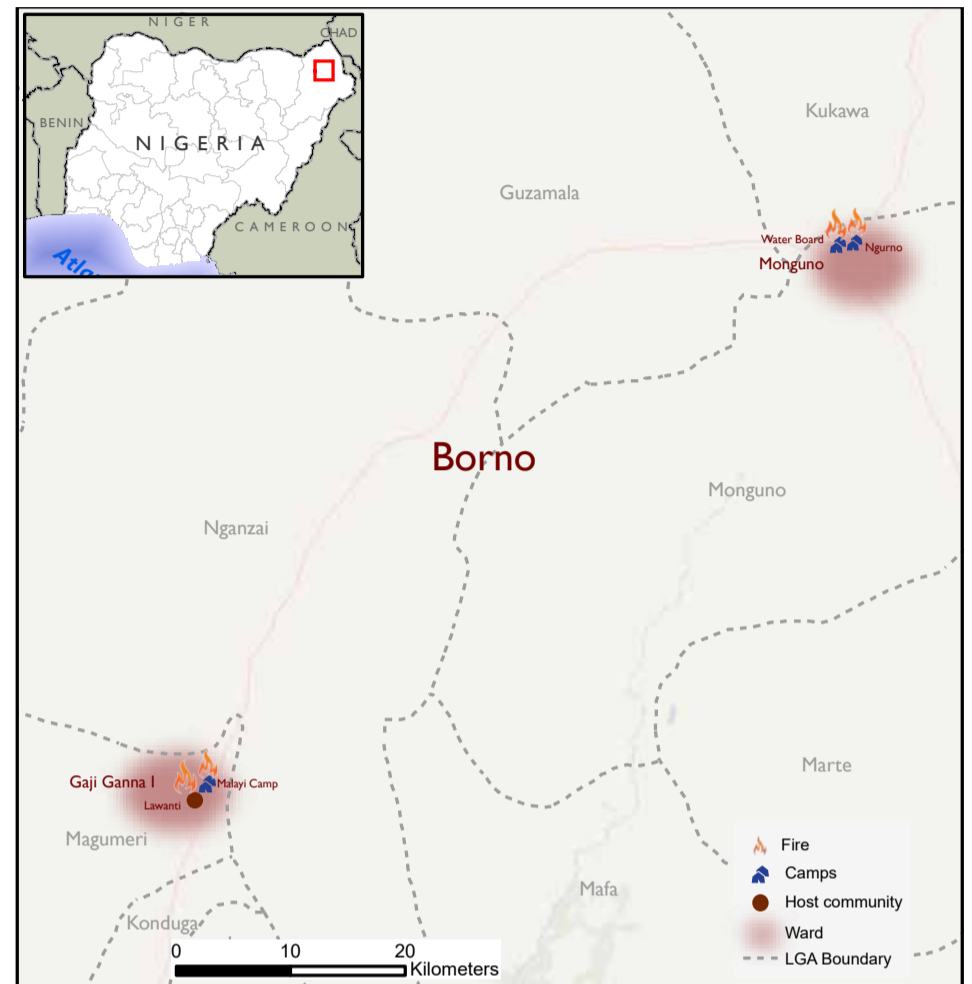 NIGER
CHAD
BENIN
NIGERIA
CAMEROON
Kukawa
Guzamala
Water Board
Ngurno
Monguno
Borno
Monguno
Nganzai
Gaji Ganna I
Malayi Camp
Lawanti
Marte
Magumeri
Mafa
Konduga
Fire
Camps
Host community
Ward
LGA Boundary
0 10 20
Kilometers